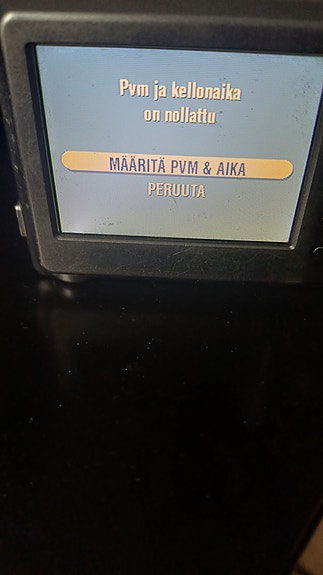 Pvm ja kellonaika
on nollattu
MÄÄRITÄ PVM & AIKA
PERUUTA